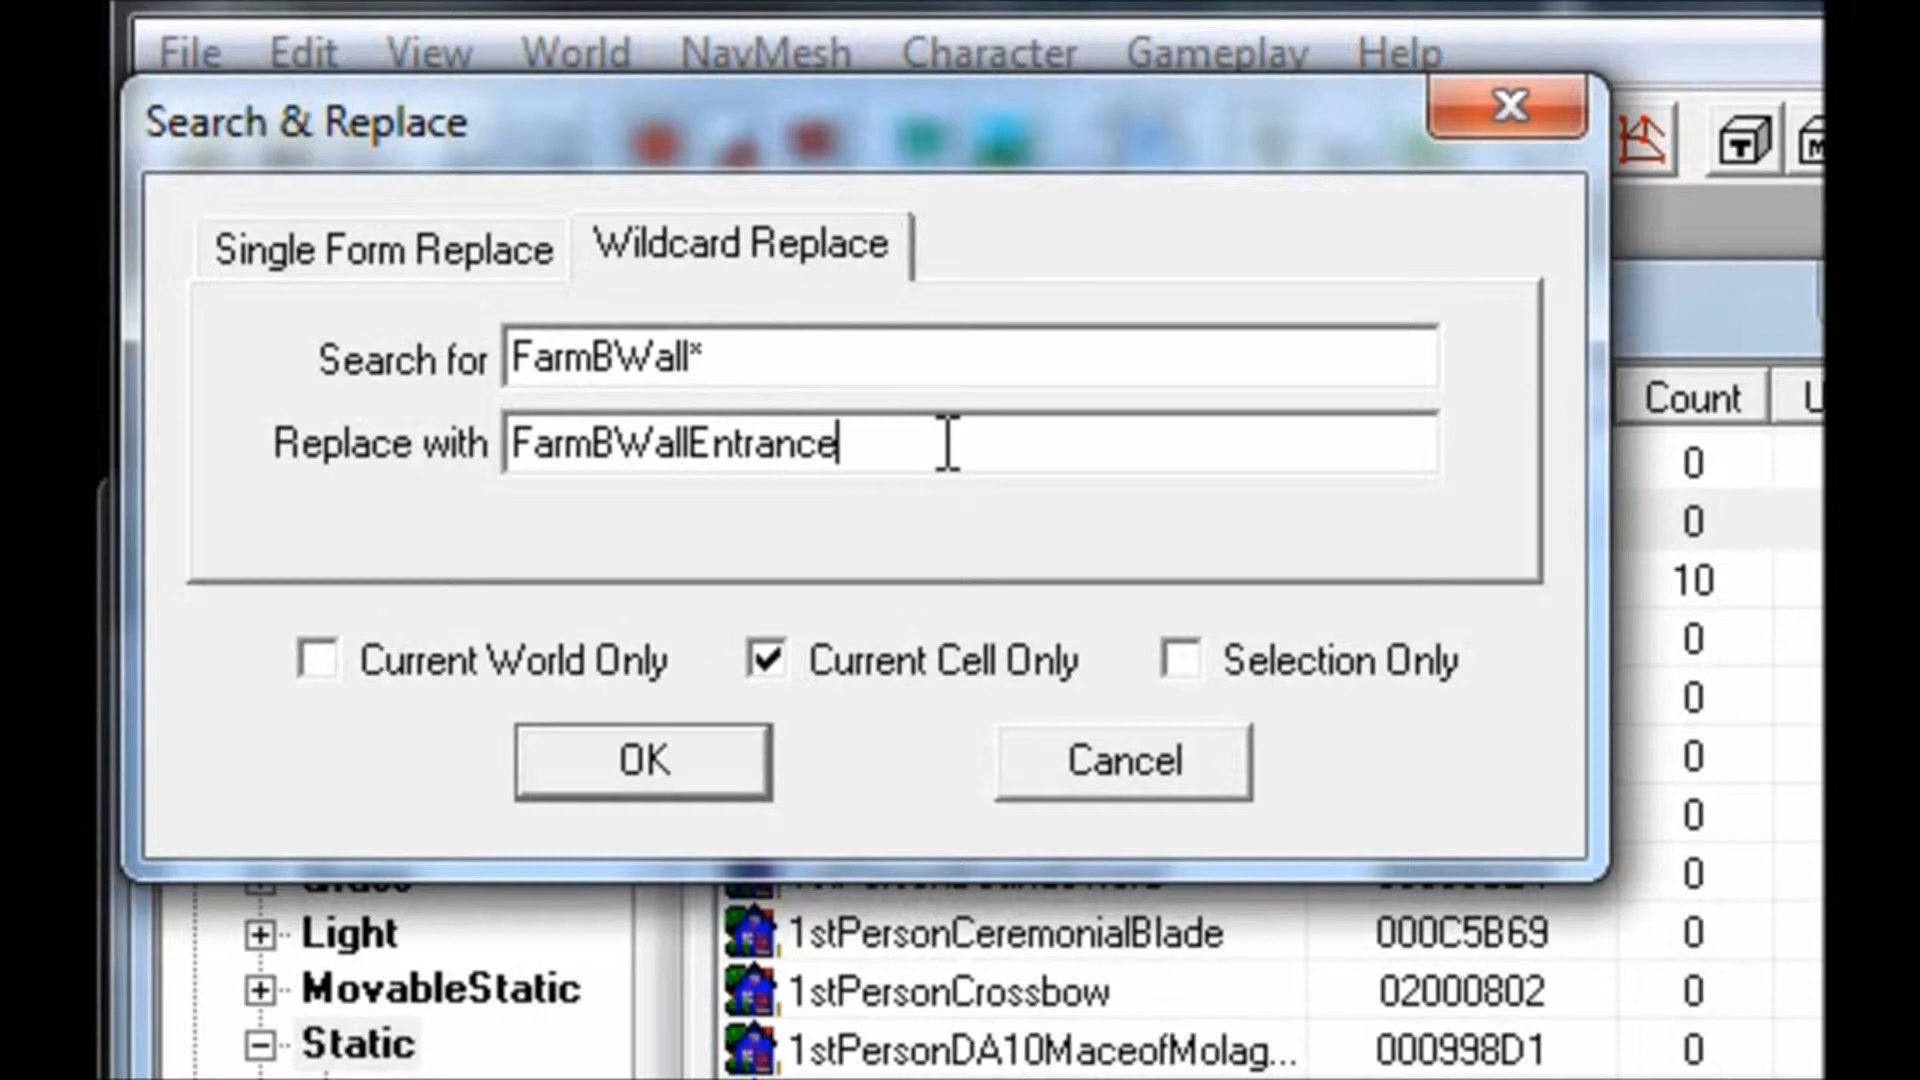 File Edit View World NavMesh Character Gameplay Help
Search & Replace
Single Form Replace Wildcard Replace
Search for FarmBWall*
Replace with FarmBWallEntrance
Current World Only Current Cell Only Selection Only
OK Cancel
Count
0
0
10
0
0
0
0
0
Light 1stPersonCeremonialBlade 000C5B69 0
MovableStatic 1stPersonCrossbow 02000802 0
Static 1stPersonDA10MaceofMolag... 000998D1 0